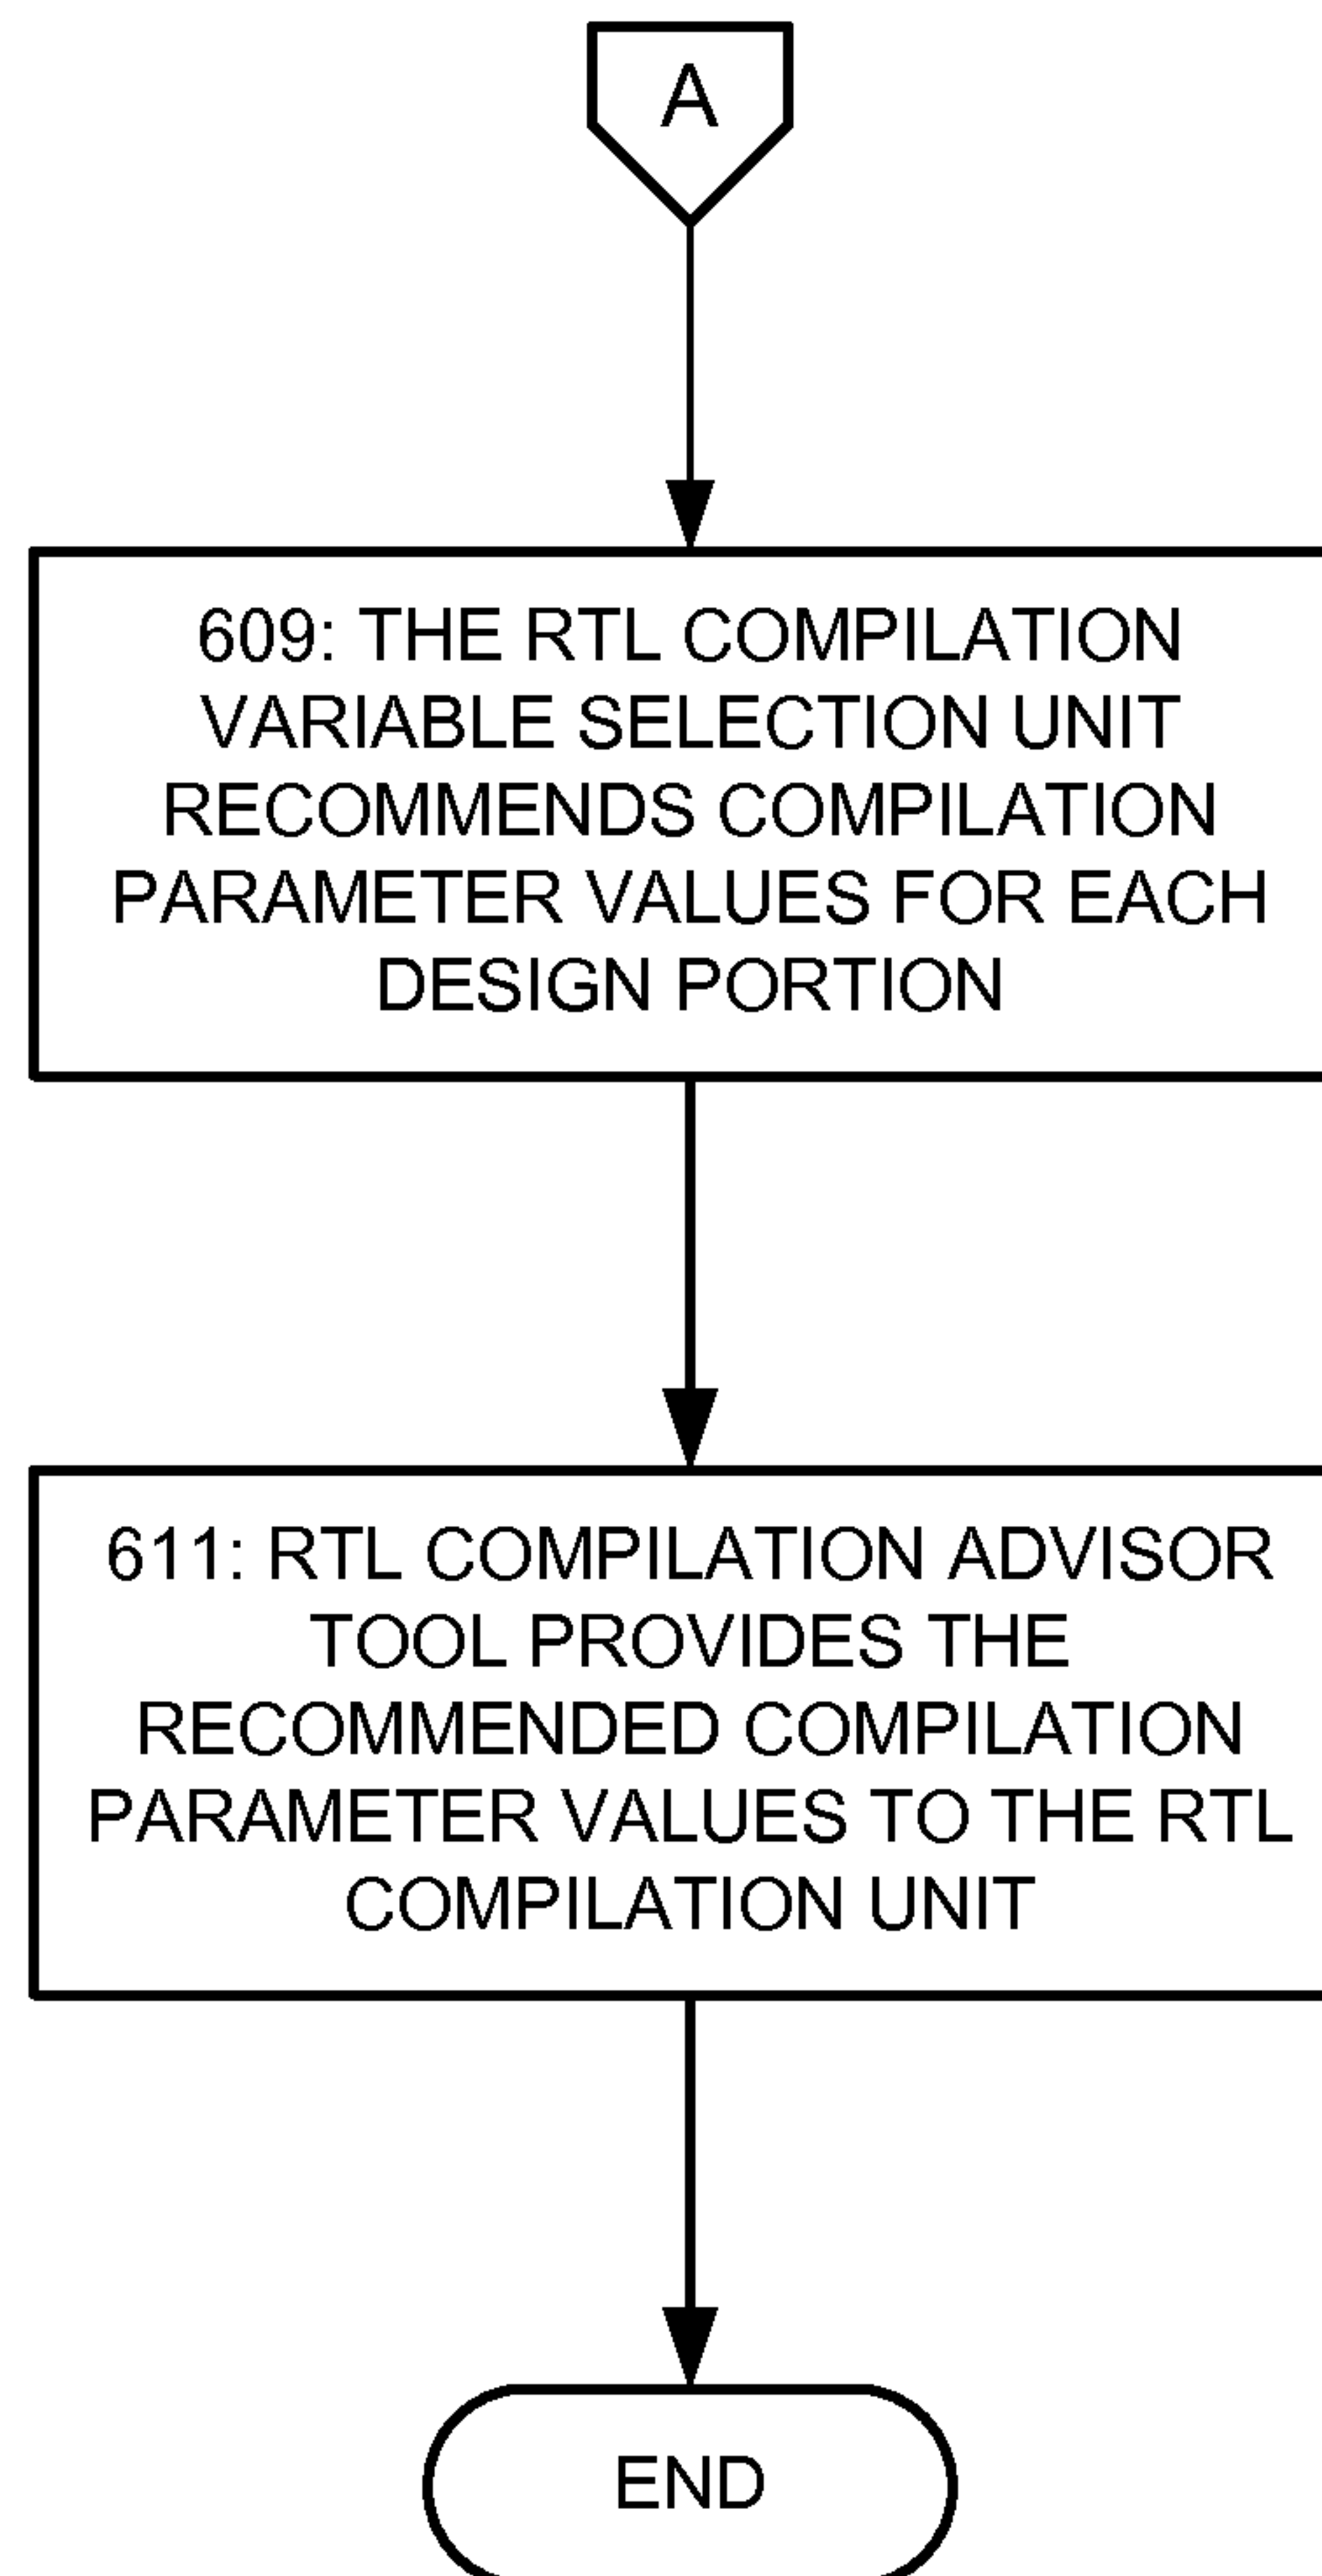 A
609: THE RTL COMPILATION
VARIABLE SELECTION UNIT
RECOMMENDS COMPILATION
PARAMETER VALUES FOR EACH
DESIGN PORTION
611: RTL COMPILATION ADVISOR
TOOL PROVIDES THE
RECOMMENDED COMPILATION
PARAMETER VALUES TO THE RTL
COMPILATION UNIT
END